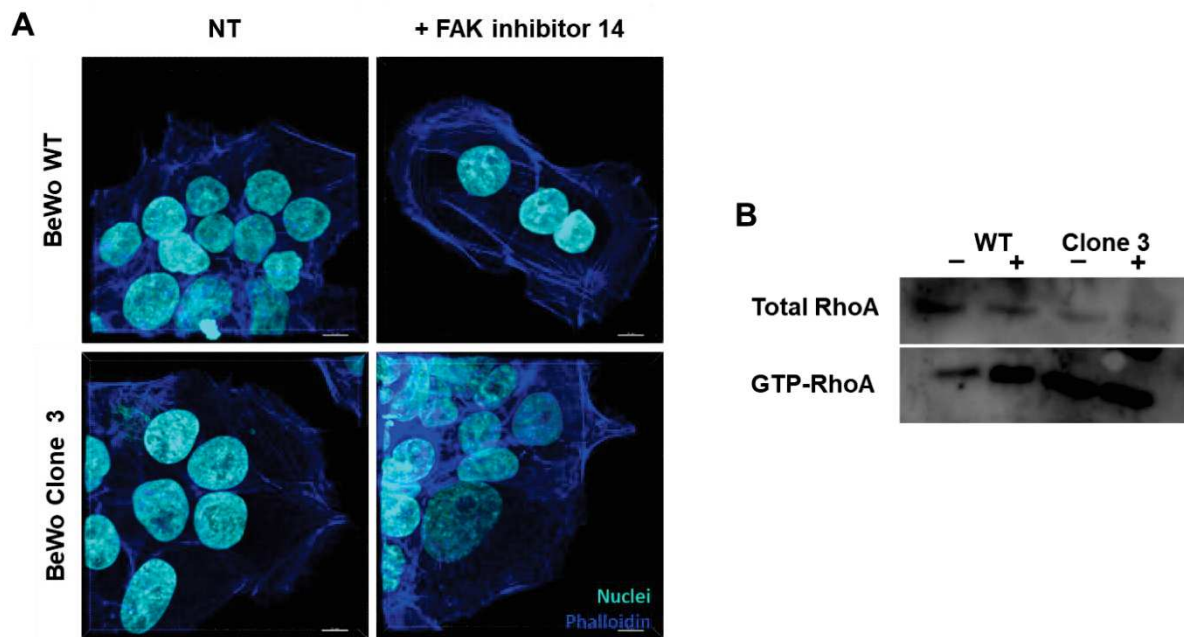 A
NT
+ FAK inhibitor 14
BeWo WT
BeWo Clone 3
Nuclei
Phalloidin
B
WT Clone 3
– + – +
Total RhoA
GTP-RhoA